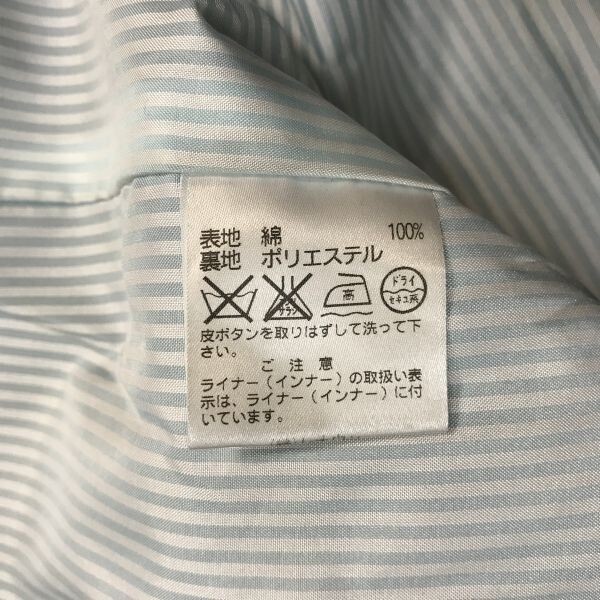 表地 綿 100%
裏地 ポリエステル
高 ドライ
セキユ系
皮ボタンを取りはずして洗って下
さい。
ご注意
ライナー（インナー）の取扱い表
示は、ライナー（インナー）に付
いています。